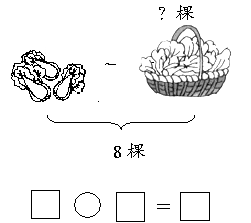 ? 棵
~
8 棵
□ ○ □ = □